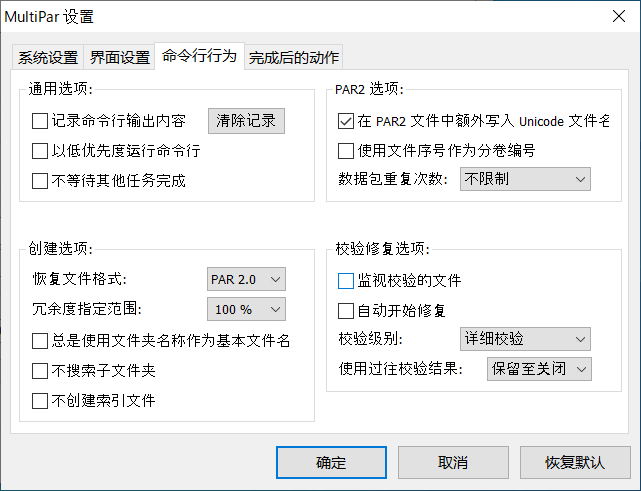 MultiPar 设置
系统设置 界面设置 命令行行为 完成后的动作
通用选项:
记录命令行输出内容 清除记录
以低优先度运行命令行
不等待其他任务完成
PAR2 选项:
在 PAR2 文件中额外写入 Unicode 文件名
使用文件序号作为分卷编号
数据包重复次数: 不限制
创建选项:
恢复文件格式: PAR 2.0
冗余度指定范围: 100 %
总是使用文件夹名称作为基本文件名
不搜索子文件夹
不创建索引文件
校验修复选项:
监视校验的文件
自动开始修复
校验级别: 详细校验
使用过往校验结果: 保留至关闭
确定 取消 恢复默认